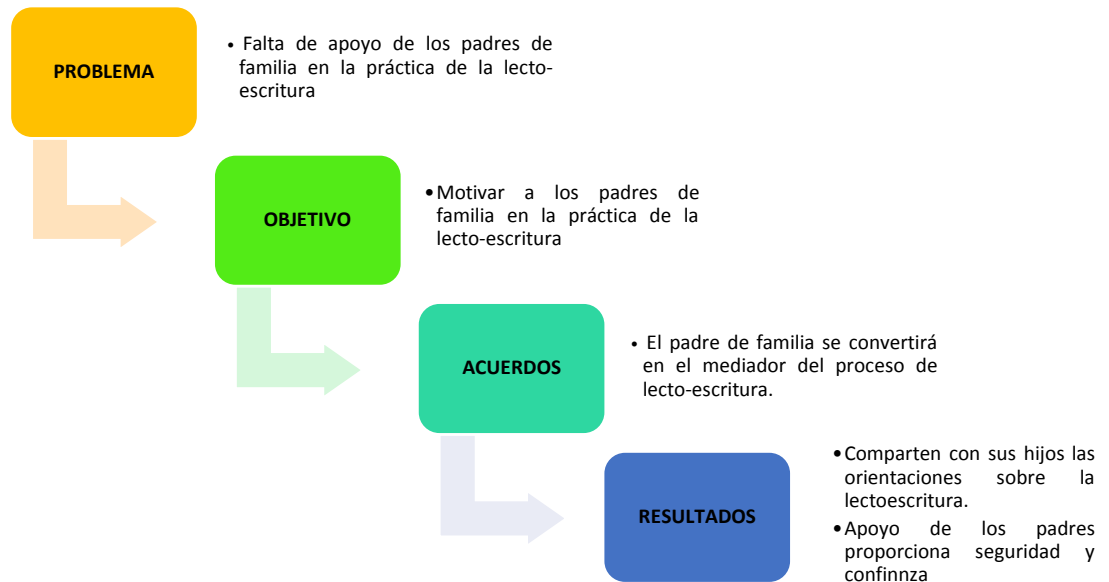 PROBLEMA
• Falta de apoyo de los padres de
familia en la práctica de la lecto-
escritura
OBJETIVO
•Motivar a los padres de
familia en la práctica de la
lecto-escritura
ACUERDOS
• El padre de familia se convertirá
en el mediador del proceso de
lecto-escritura.
RESULTADOS
•Comparten con sus hijos las
orientaciones sobre la
lectoescritura.
•Apoyo de los padres
proporciona seguridad y
confinnza